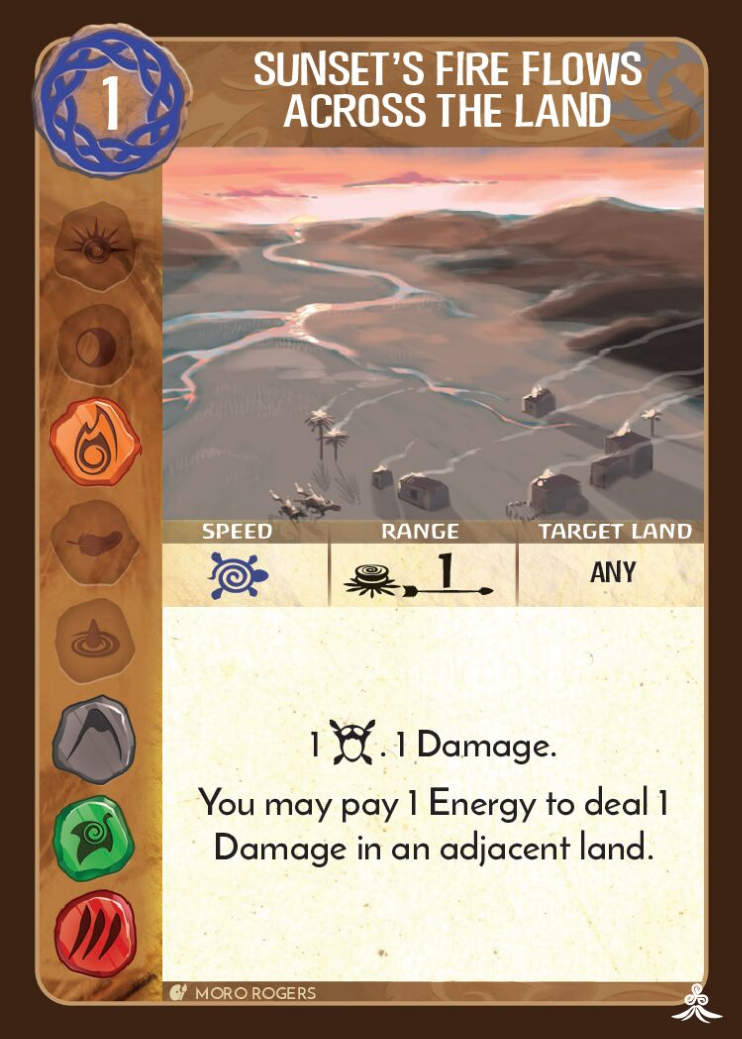 1
SUNSET'S FIRE FLOWS
ACROSS THE LAND
SPEED RANGE TARGET LAND
1 ANY
1 . 1 Damage.
You may pay 1 Energy to deal 1
Damage in an adjacent land.
MORO ROGERS